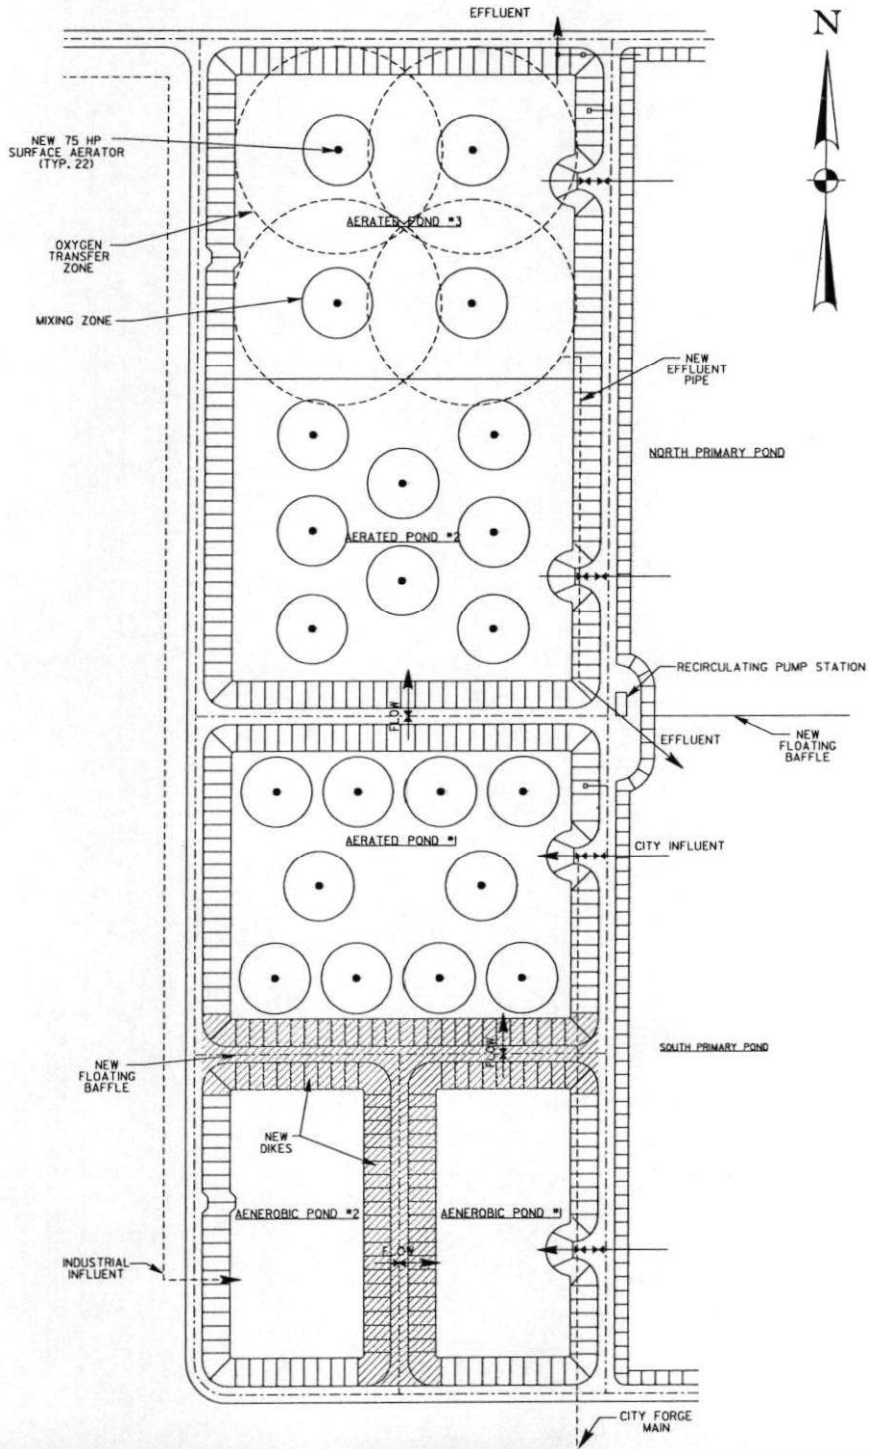 EFFLUENT
N
NEW 75 HP
SURFACE AERATOR
(TYP. 22)
AERATED POND #3
OXYGEN
TRANSFER
ZONE
MIXING ZONE
NEW
EFFLUENT
PIPE
NORTH PRIMARY POND
AERATED POND #2
RECIRCULATING PUMP STATION
FLOW
EFFLUENT
NEW
FLOATING
BAFFLE
AERATED POND #1
CITY INFLUENT
FLOW
SOUTH PRIMARY POND
NEW
FLOATING
BAFFLE
NEW
DIKES
AENEROBIC POND #2
AENEROBIC POND #1
FLOW
INDUSTRIAL
INFLUENT
CITY FORGE
MAIN